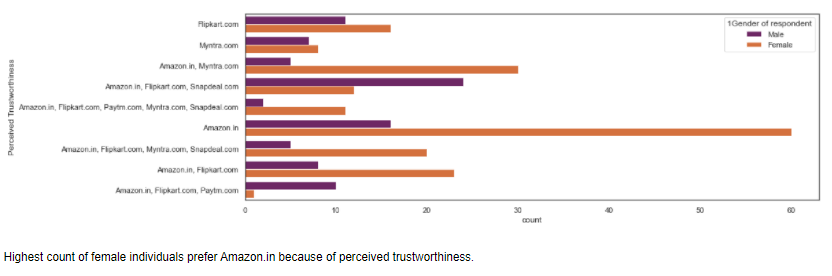 Flipkart.com
Myntra.com
Amazon.in, Myntra.com
Amazon.in, Flipkart.com, Snapdeal.com
Amazon.in, Flipkart.com, Paytm.com, Myntra.com, Snapdeal.com
Amazon.in
Amazon.in, Flipkart.com, Myntra.com, Snapdeal.com
Amazon.in, Flipkart.com
Amazon.in, Flipkart.com, Paytm.com
Perceived Trustworthiness
1Gender of respondent
Male
Female
0 10 20 30 40 50 60
count
Highest count of female individuals prefer Amazon.in because of perceived trustworthiness.